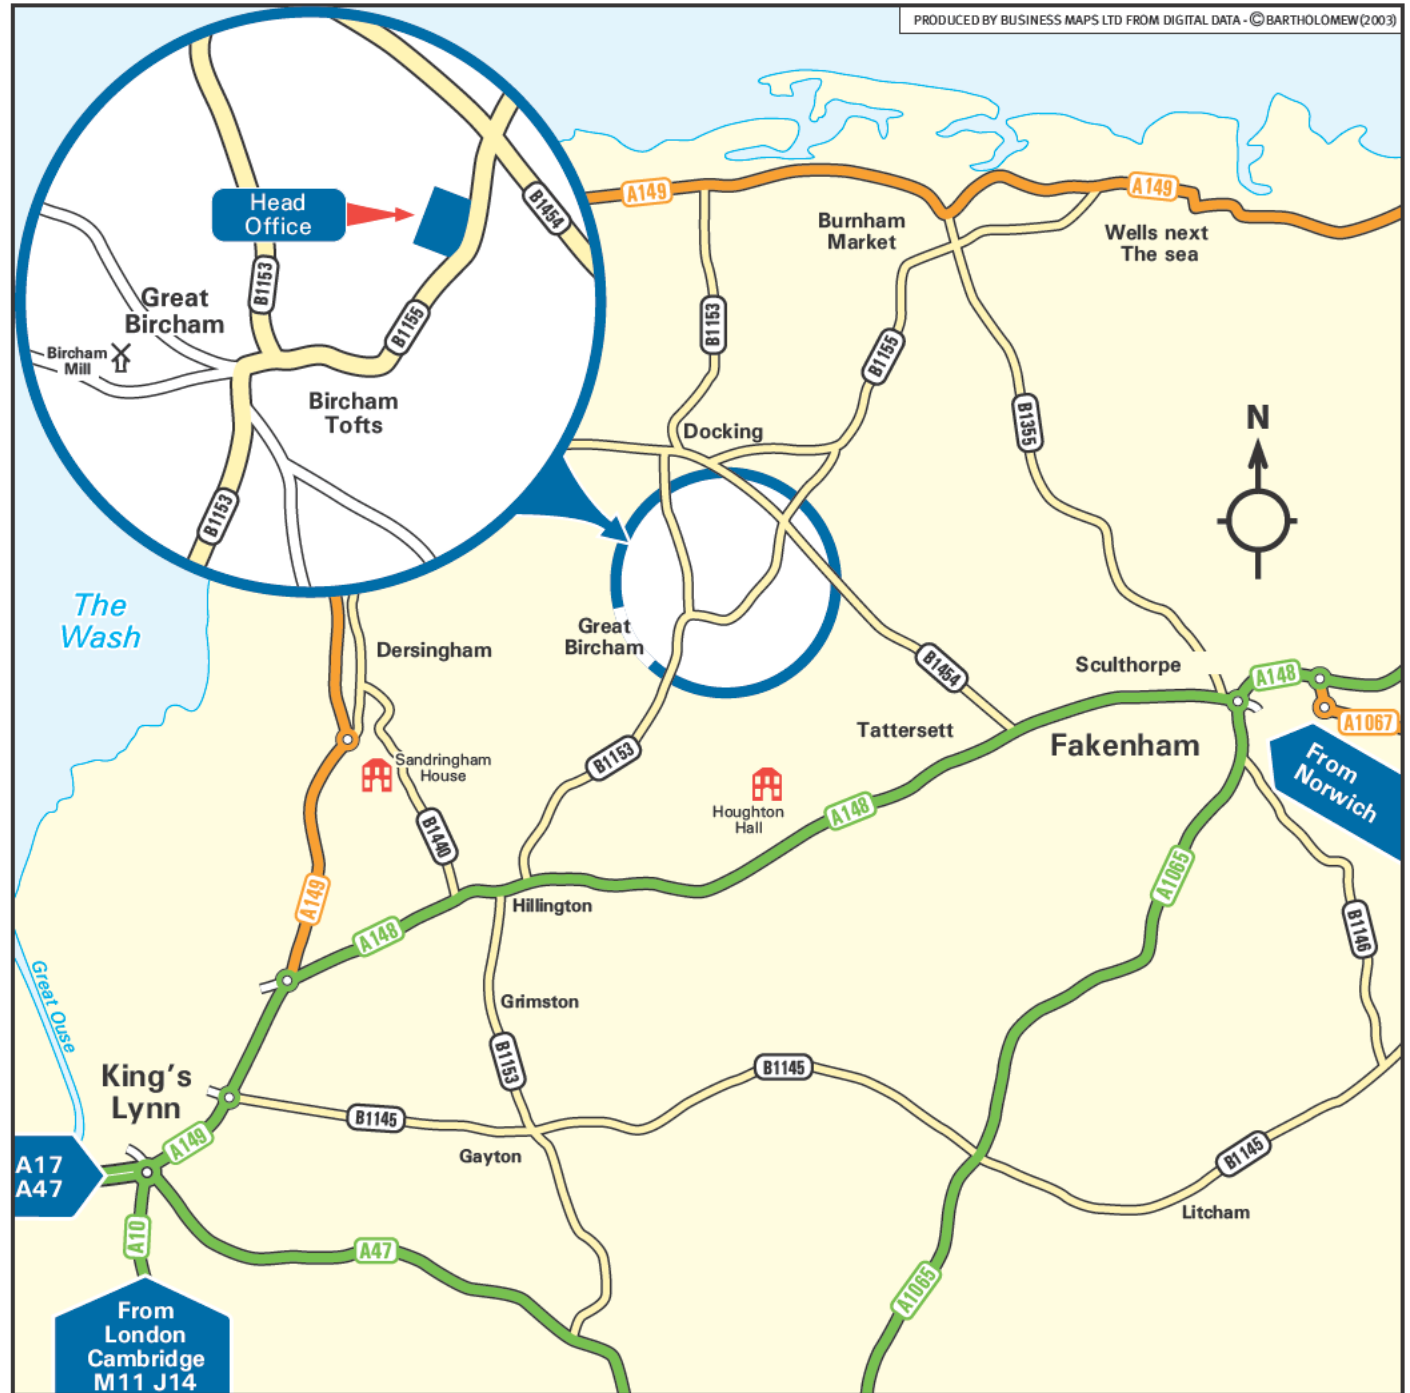 PRODUCED BY BUSINESS MAPS LTD FROM DIGITAL DATA - ©BARTHOLOMEW(2003)
Head
Office
B1454
B1153
Great
Bircham
Bircham
Mill
B1155
Bircham
Tofts
B1153
A149
A149
Burnham
Market
Wells next
The sea
B1153
B1155
B1355
Docking
N
The
Wash
Great
Bircham
Dersingham
B1454
Sculthorpe
A148
A1067
Tattersett
Fakenham
From
Norwich
Sandringham
House
B1153
Houghton
Hall
A148
B1440
A1065
A149
Hillington
A148
B1146
Great Ouse
Grimston
B1153
King's
Lynn
B1145
B1145
A149
Gayton
B1145
A17
A47
Litcham
A10
A47
A1065
From
London
Cambridge
M11 J14